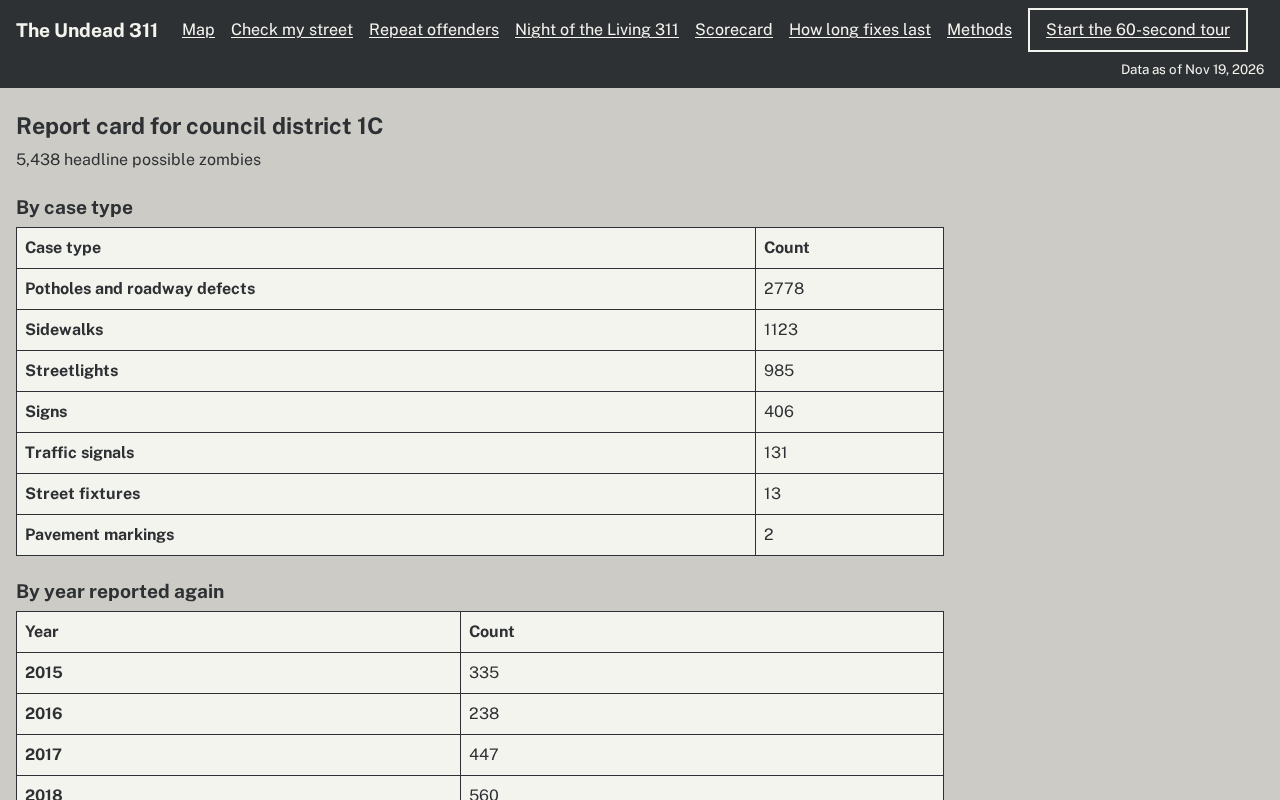 The Undead 311 Map Check my street Repeat offenders Night of the Living 311 Scorecard How long fixes last Methods Start the 60-second tour
Data as of Nov 19, 2026
Report card for council district 1C
5,438 headline possible zombies
By case type
Case type Count
Potholes and roadway defects 2778
Sidewalks 1123
Streetlights 985
Signs 406
Traffic signals 131
Street fixtures 13
Pavement markings 2
By year reported again
Year Count
2015 335
2016 238
2017 447
2018 560